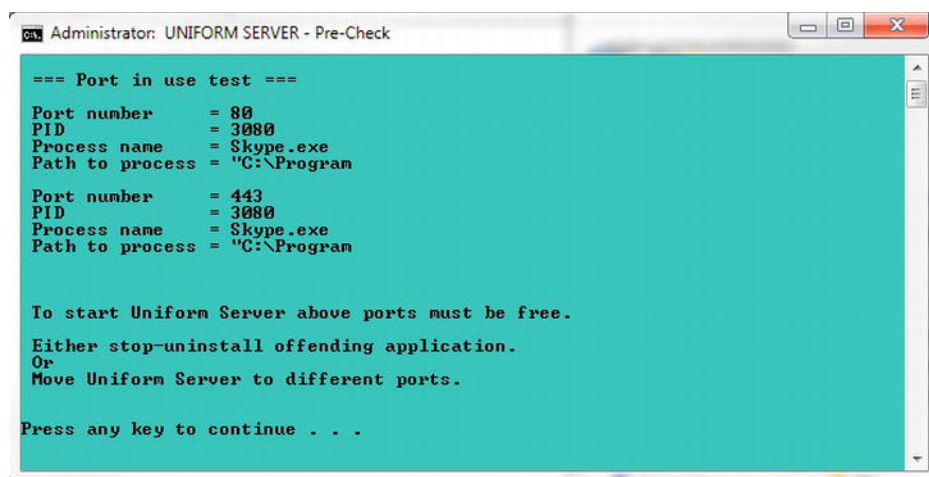 Administrator: UNIFORM SERVER - Pre-Check
=== Port in use test ===
Port number = 80
PID = 3080
Process name = Skype.exe
Path to process = "C:\Program
Port number = 443
PID = 3080
Process name = Skype.exe
Path to process = "C:\Program
To start Uniform Server above ports must be free.
Either stop-uninstall offending application.
Or
Move Uniform Server to different ports.
Press any key to continue . . .